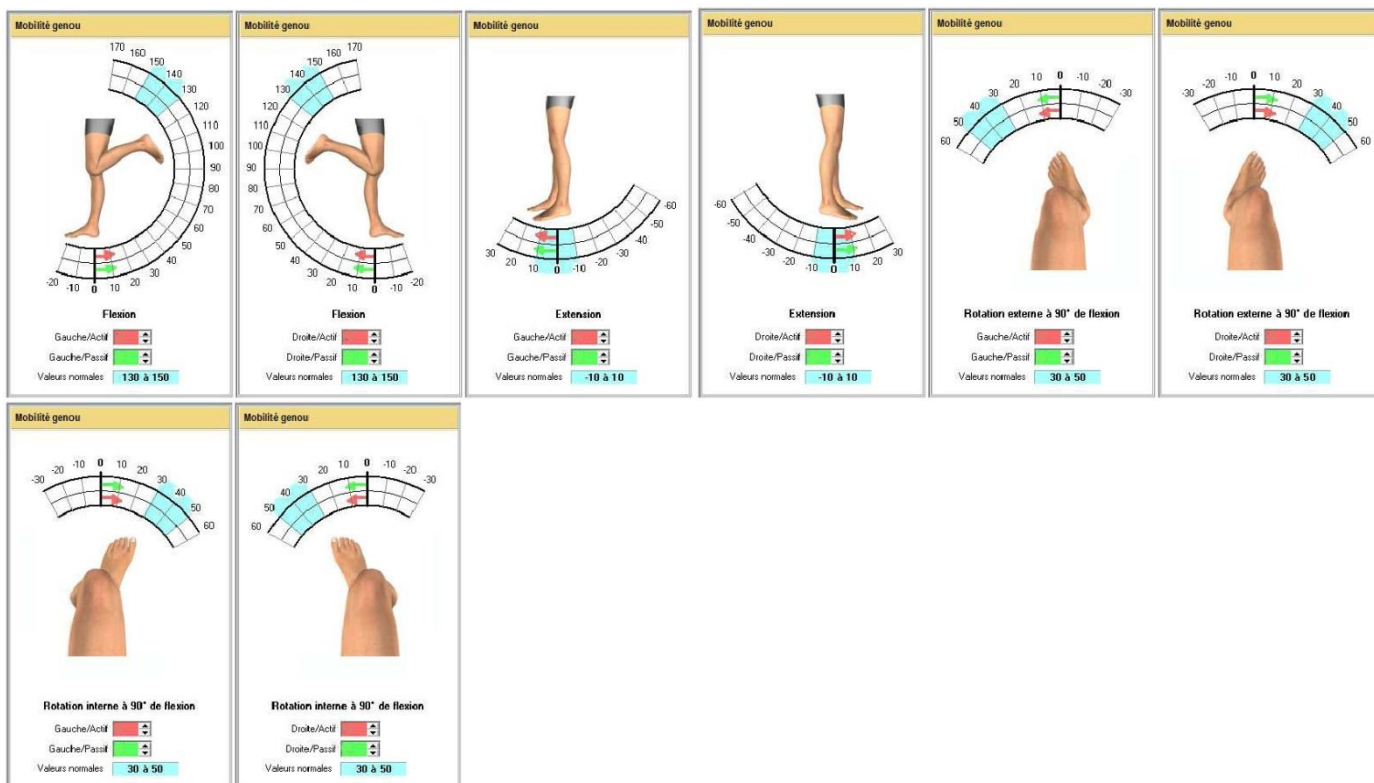 Mobilité genou
170
160
150
140
130
120
110
100
90
80
70
60
50
40
30
20
10
0
-10
-20
Flexion
Gauche/Actif
Gauche/Passif
Valeurs normales 130 à 150
Mobilité genou
170
160
150
140
130
120
110
100
90
80
70
60
50
40
30
20
10
0
-10
-20
Flexion
Droite/Actif
Droite/Passif
Valeurs normales 130 à 150
Mobilité genou
30 20 10 0 -10 -20 -30 -40 -50 -60
Extension
Gauche/Actif
Gauche/Passif
Valeurs normales -10 à 10
Mobilité genou
-60 -50 -40 -30 -20 -10 0 10 20 30
Extension
Droite/Actif
Droite/Passif
Valeurs normales -10 à 10
Mobilité genou
60 50 40 30 20 10 0 -10 -20 -30
Rotation externe à 90° de flexion
Gauche/Actif
Gauche/Passif
Valeurs normales 30 à 50
Mobilité genou
-30 -20 -10 0 10 20 30 40 50 60
Rotation externe à 90° de flexion
Droite/Actif
Droite/Passif
Valeurs normales 30 à 50
Mobilité genou
-30 -20 -10 0 10 20 30 40 50 60
Rotation interne à 90° de flexion
Gauche/Actif
Gauche/Passif
Valeurs normales 30 à 50
Mobilité genou
60 50 40 30 20 10 0 -10 -20 -30
Rotation interne à 90° de flexion
Droite/Actif
Droite/Passif
Valeurs normales 30 à 50